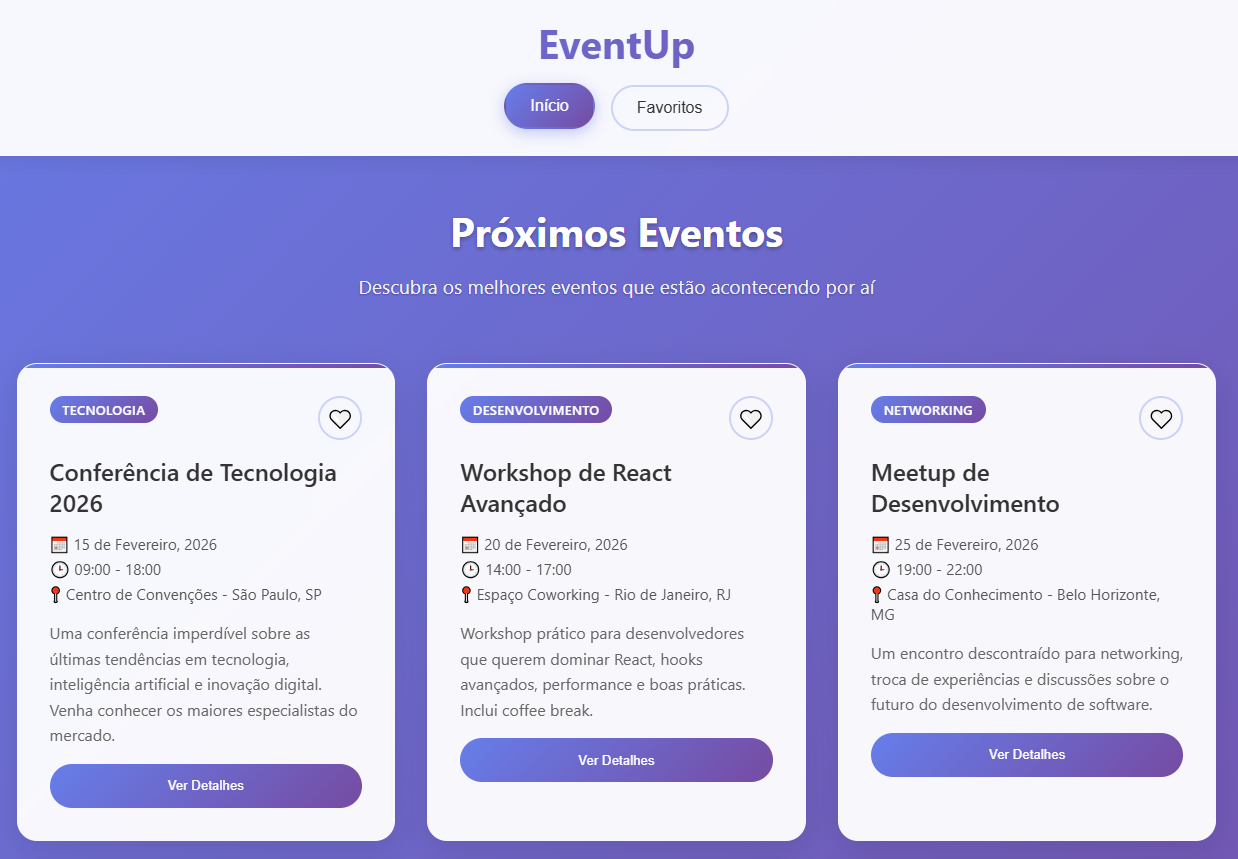 EventUp
Início
Favoritos
Próximos Eventos
Descubra os melhores eventos que estão acontecendo por aí
TECNOLOGIA
Conferência de Tecnologia
2026
15 de Fevereiro, 2026
09:00 - 18:00
Centro de Convenções - São Paulo, SP
Uma conferência imperdível sobre as
últimas tendências em tecnologia,
inteligência artificial e inovação digital.
Venha conhecer os maiores especialistas do
mercado.
Ver Detalhes
DESENVOLVIMENTO
Workshop de React
Avançado
20 de Fevereiro, 2026
14:00 - 17:00
Espaço Coworking - Rio de Janeiro, RJ
Workshop prático para desenvolvedores
que querem dominar React, hooks
avançados, performance e boas práticas.
Inclui coffee break.
Ver Detalhes
NETWORKING
Meetup de
Desenvolvimento
25 de Fevereiro, 2026
19:00 - 22:00
Casa do Conhecimento - Belo Horizonte,
MG
Um encontro descontraído para networking,
troca de experiências e discussões sobre o
futuro do desenvolvimento de software.
Ver Detalhes